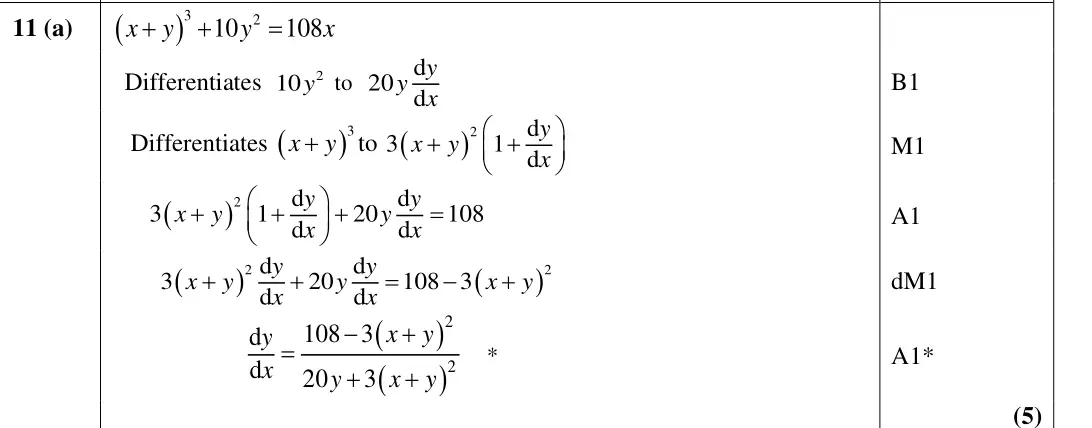 11 (a) (x + y)³ + 10y² = 108x
Differentiates 10y² to 20y dy/dx B1
Differentiates (x + y)³ to 3(x + y)² (1 + dy/dx) M1
3(x + y)² (1 + dy/dx) + 20y dy/dx = 108 A1
3(x + y)² dy/dx + 20y dy/dx = 108 − 3(x + y)² dM1
dy/dx = (108 − 3(x + y)²)/(20y + 3(x + y)²) * A1*
(5)